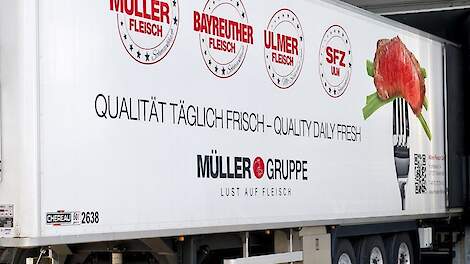 MÜLLER
FLEISCH
BAYREUTHER
FLEISCH
ULMER
FLEISCH
SFZ
ULM
QUALITÄT TÄGLICH FRISCH – QUALITY DAILY FRESH
MÜLLER GRUPPE
LUST AUF FLEISCH
CHEREAU
2638